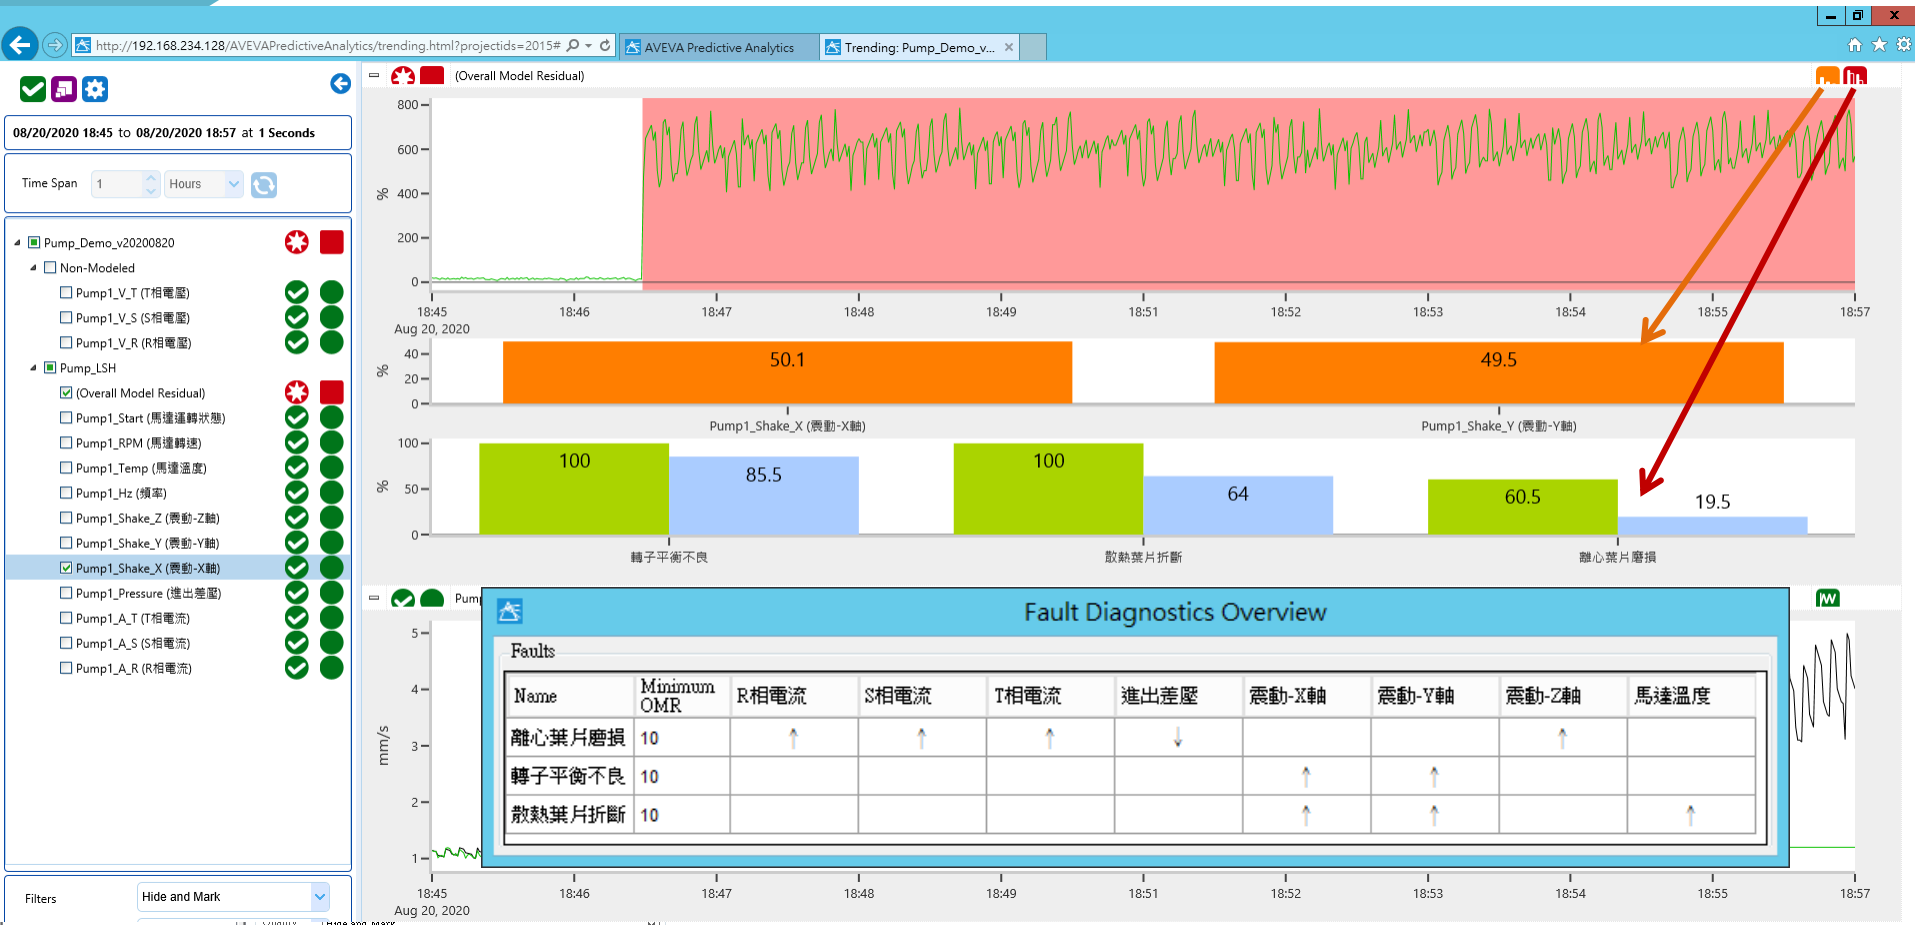 http://192.168.234.128/AVEVAPredictiveAnalytics/trending.html?projectids=2015#
AVEVA Predictive Analytics
Trending: Pump_Demo_v...
08/20/2020 18:45 to 08/20/2020 18:57 at 1 Seconds
Time Span 1 Hours
Pump_Demo_v20200820
Non-Modeled
Pump1_V_T (T相電壓)
Pump1_V_S (S相電壓)
Pump1_V_R (R相電壓)
Pump_LSH
(Overall Model Residual)
Pump1_Start (馬達運轉狀態)
Pump1_RPM (馬達轉速)
Pump1_Temp (馬達溫度)
Pump1_Hz (頻率)
Pump1_Shake_Z (震動-Z軸)
Pump1_Shake_Y (震動-Y軸)
Pump1_Shake_X (震動-X軸)
Pump1_Pressure (進出差壓)
Pump1_A_T (T相電流)
Pump1_A_S (S相電流)
Pump1_A_R (R相電流)
Filters Hide and Mark
Quality Hide and Mark
(Overall Model Residual)
800
600
400
200
0
%
18:45 18:46 18:47 18:48 18:49 18:51 18:52 18:53 18:54 18:55 18:57
Aug 20, 2020
40
20
0
%
50.1 49.5
Pump1_Shake_X (震動-X軸) Pump1_Shake_Y (震動-Y軸)
100
50
0
%
100 85.5 100 64 60.5 19.5
轉子平衡不良 散熱葉片折斷 離心葉片磨損
Pump
5
4
3
2
1
mm/s
Fault Diagnostics Overview
Faults
Name Minimum OMR R相電流 S相電流 T相電流 進出差壓 震動-X軸 震動-Y軸 震動-Z軸 馬達溫度
離心葉片磨損 10 ↑ ↑ ↑ ↓ ↑
轉子平衡不良 10 ↑ ↑
散熱葉片折斷 10 ↑ ↑ ↑
18:45 18:46 18:47 18:48 18:49 18:51 18:52 18:53 18:54 18:55 18:57
Aug 20, 2020